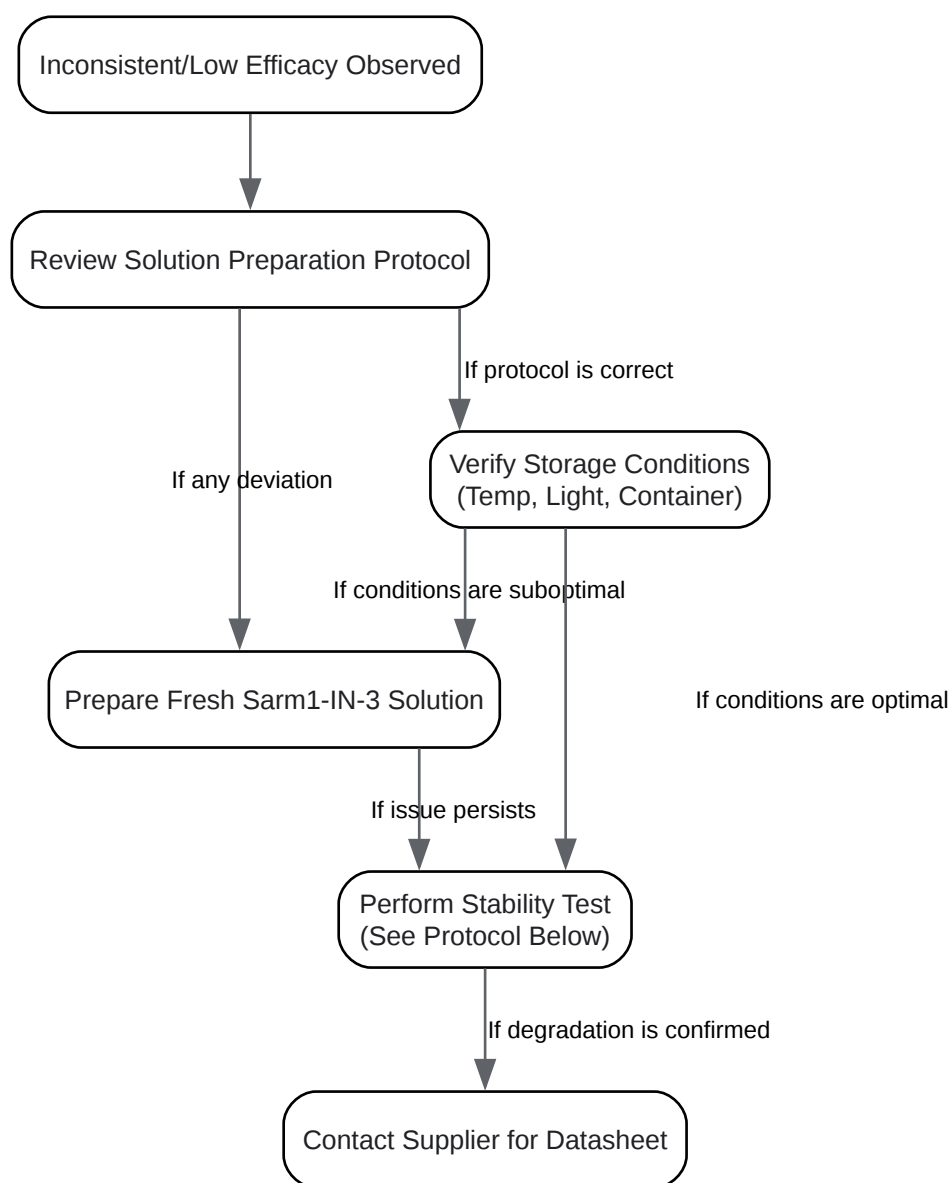 Inconsistent/Low Efficacy Observed
Review Solution Preparation Protocol
If protocol is correct
Verify Storage Conditions
(Temp, Light, Container)
If any deviation
If conditions are suboptimal
Prepare Fresh Sarm1-IN-3 Solution
If conditions are optimal
If issue persists
Perform Stability Test
(See Protocol Below)
If degradation is confirmed
Contact Supplier for Datasheet